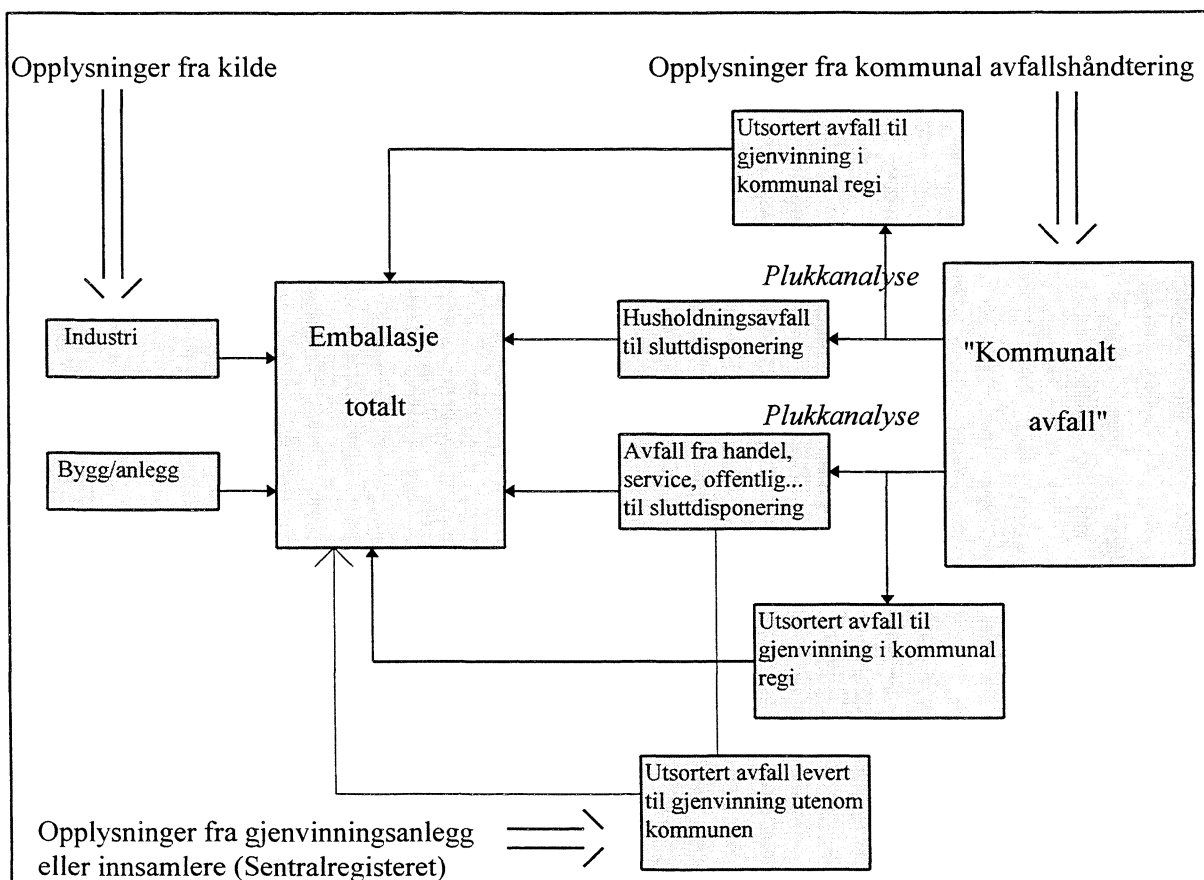 Opplysninger fra kilde
Opplysninger fra kommunal avfallshåndtering
Utsortert avfall til
gjenvinning i
kommunal regi
Plukkanalyse
Industri
Emballasje
totalt
Husholdningsavfall
til sluttdisponering
"Kommunalt
avfall"
Plukkanalyse
Bygg/anlegg
Avfall fra handel,
service, offentlig...
til sluttdisponering
Utsortert avfall til
gjenvinning i kommunal
regi
Utsortert avfall levert
til gjenvinning utenom
kommunen
Opplysninger fra gjenvinningsanlegg
eller innsamlere (Sentralregisteret)